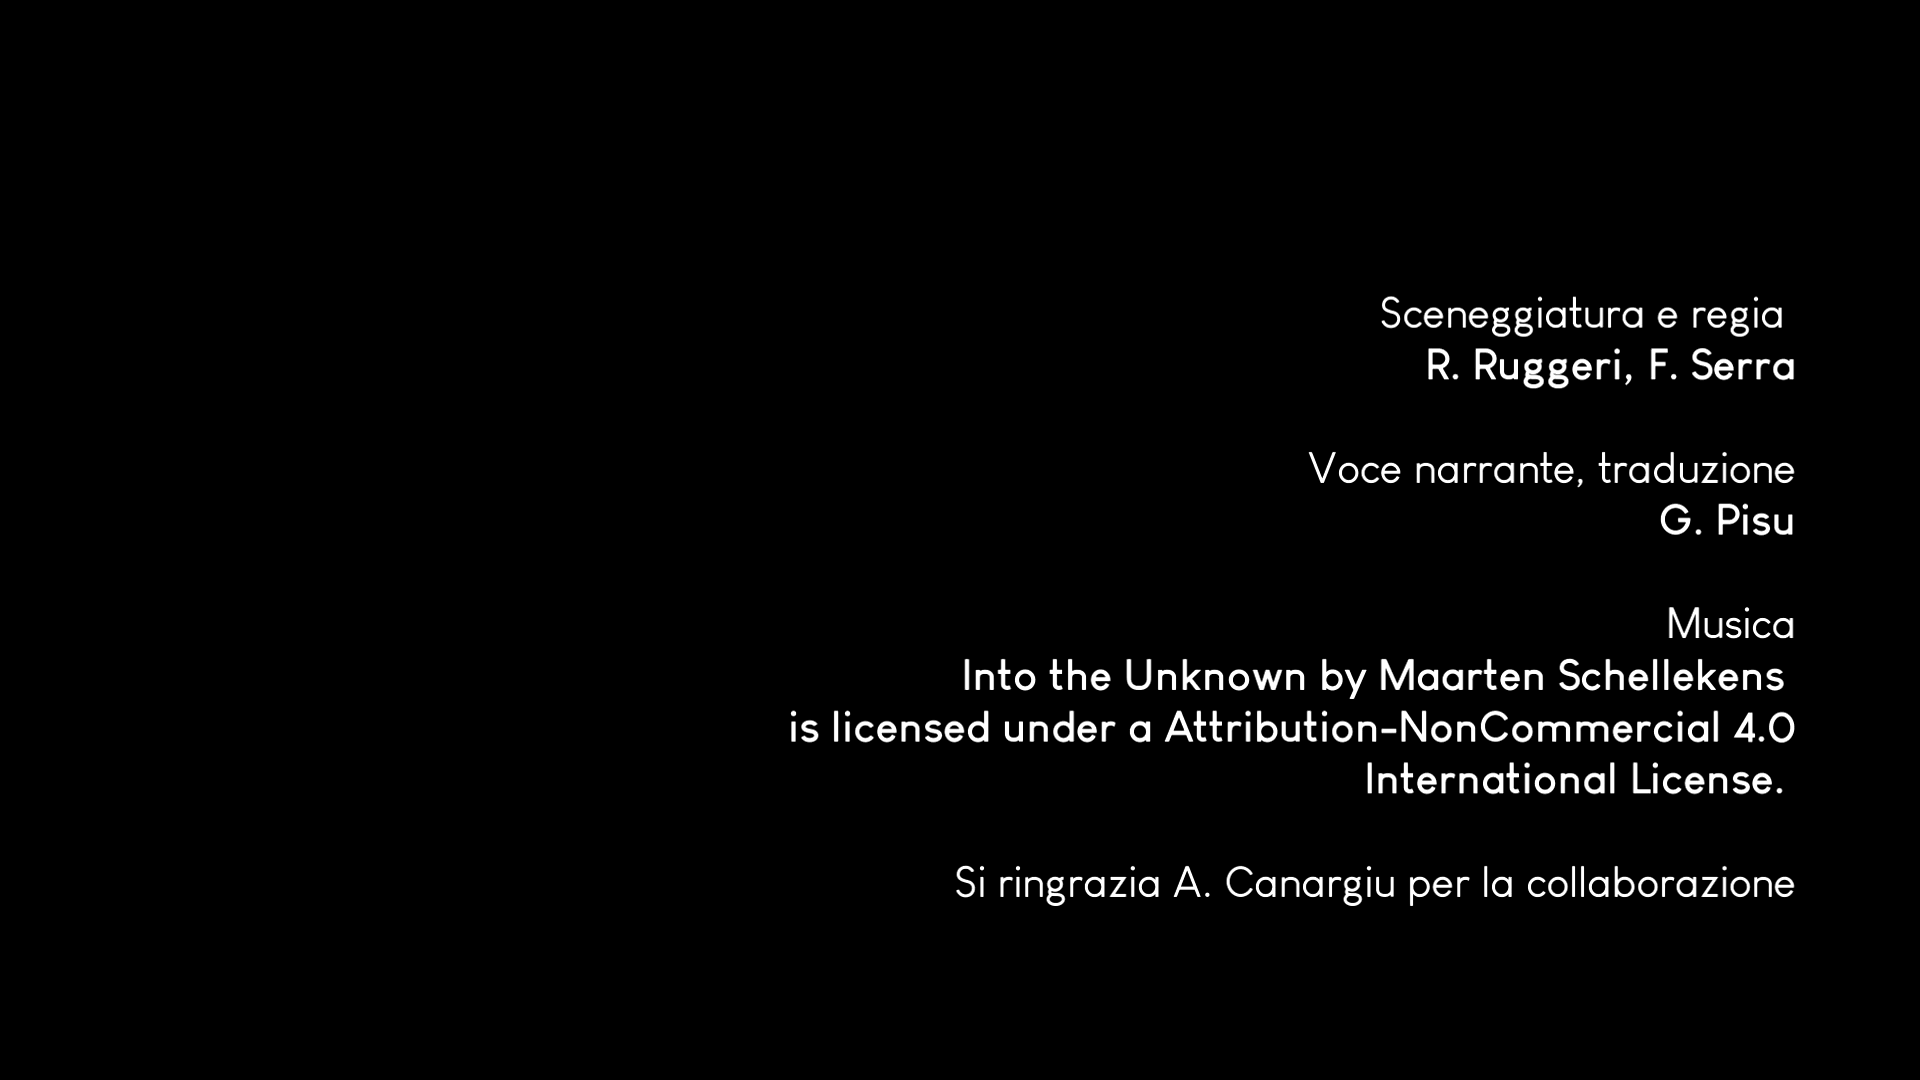 Sceneggiatura e regia
R. Ruggeri, F. Serra
Voce narrante, traduzione
G. Pisu
Musica
Into the Unknown by Maarten Schellekens
is licensed under a Attribution-NonCommercial 4.0
International License.
Si ringrazia A. Canargiu per la collaborazione